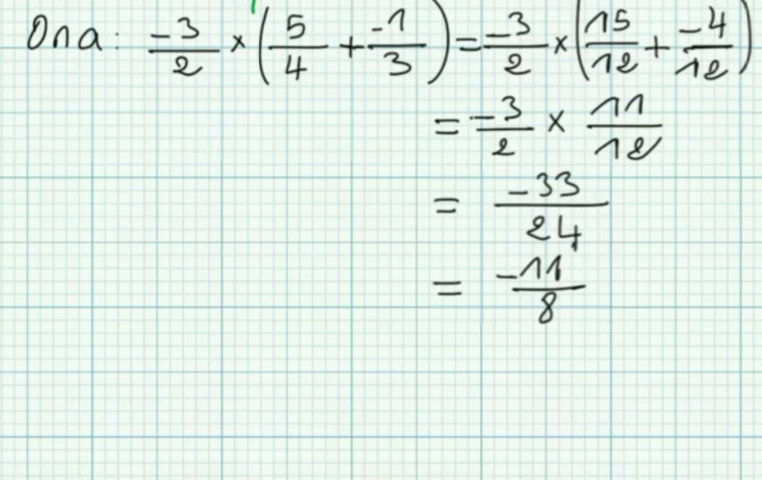 On a : -3/2 × (5/4 + -1/3) = -3/2 × (15/12 + -4/12)
= -3/2 × 11/12
= -33/24
= -11/8